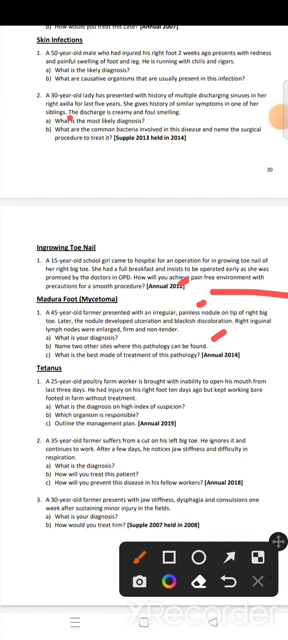 b) How would you treat this case? [Annual 2007]
Skin Infections
1. A 50-year-old male who had injured his right foot 2 weeks ago presents with redness
and painful swelling of foot and leg. He is running with chills and rigors.
a) What is the likely diagnosis?
b) What are causative organisms that are usually present in this infection?
2. A 30-year-old lady has presented with history of multiple discharging sinuses in her
right axilla for last five years. She gives history of similar symptoms in one of her
siblings. The discharge is creamy and foul smelling.
a) What is the most likely diagnosis?
b) What are the common bacteria involved in this disease and name the surgical
procedure to treat it? [Supple 2013 held in 2014]
30
Ingrowing Toe Nail
1. A 15-year-school girl came to hospital for an operation for in growing toe nail of
her right big toe. She had a full breakfast and insists to be operated early as she was
promised by the doctors in OPD. How will you achieve pain free environment with
precautions for a smooth procedure? [Annual 2012]
Madura Foot (Mycetoma)
1. A 45-year-old farmer presented with an irregular, painless nodule on tip of right big
toe. Later, the nodule developed ulceration and blackish discoloration. Right inguinal
lymph nodes were enlarged, firm and non-tender.
a) What is your diagnosis?
b) Name two other sites where this pathology can be found.
c) What is the best mode of treatment of this pathology? [Annual 2014]
Tetanus
1. A 25-year-old poultry farm worker is brought with inability to open his mouth from
last three days. He had an injury on his right foot ten days ago but kept working bare
footed in farm without treatment.
a) What is the diagnosis on high index of suspicion?
b) Which organism is responsible?
c) Outline the management plan. [Annual 2019]
2. A 35-year-old farmer suffers from a cut on his left big toe. He ignores it and
continues to work. After a few days, he notices jaw stiffness and difficulty in
respiration.
a) What is the diagnosis?
b) How will you treat this patient?
c) How will you prevent this disease in his fellow workers? [Annual 2018]
3. A 30-year-old farmer presents with jaw stiffness, dysphagia and convulsions one
week after sustaining minor injury in the fields.
a) What is your diagnosis?
b) How would you treat him? [Supple 2007 held in 2008]
XRecorder